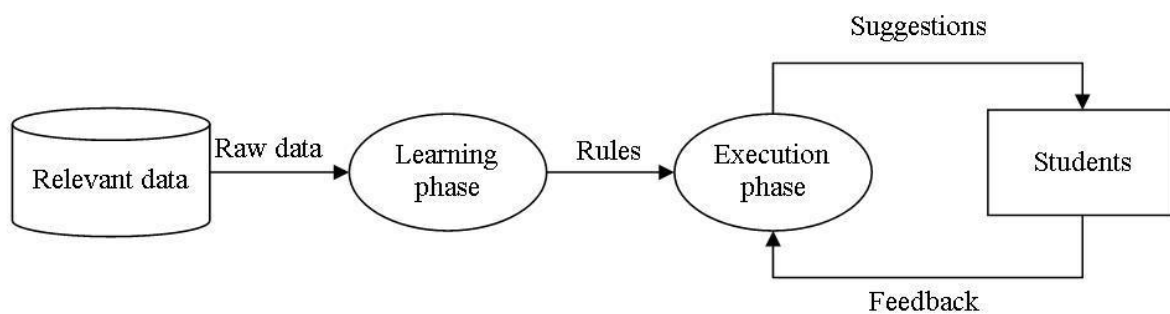 Suggestions
Relevant data
Raw data
Learning
phase
Rules
Execution
phase
Students
Feedback